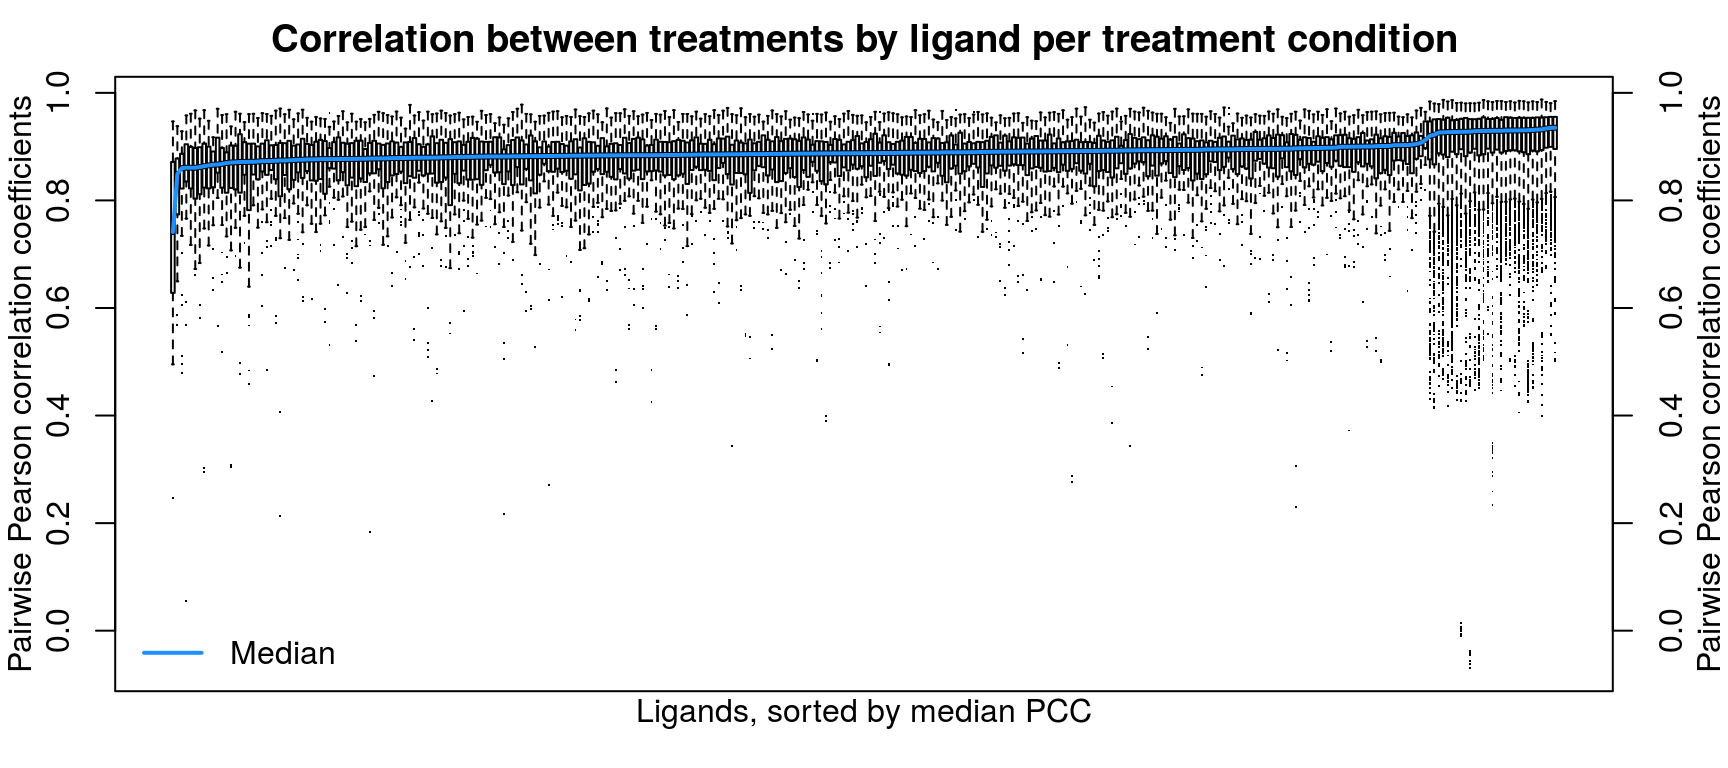 Correlation between treatments by ligand per treatment condition
Pairwise Pearson correlation coefficients
1.0
0.8
0.6
0.4
0.2
0.0
Median
1.0
0.8
0.6
0.4
0.2
0.0
Pairwise Pearson correlation coefficients
Ligands, sorted by median PCC